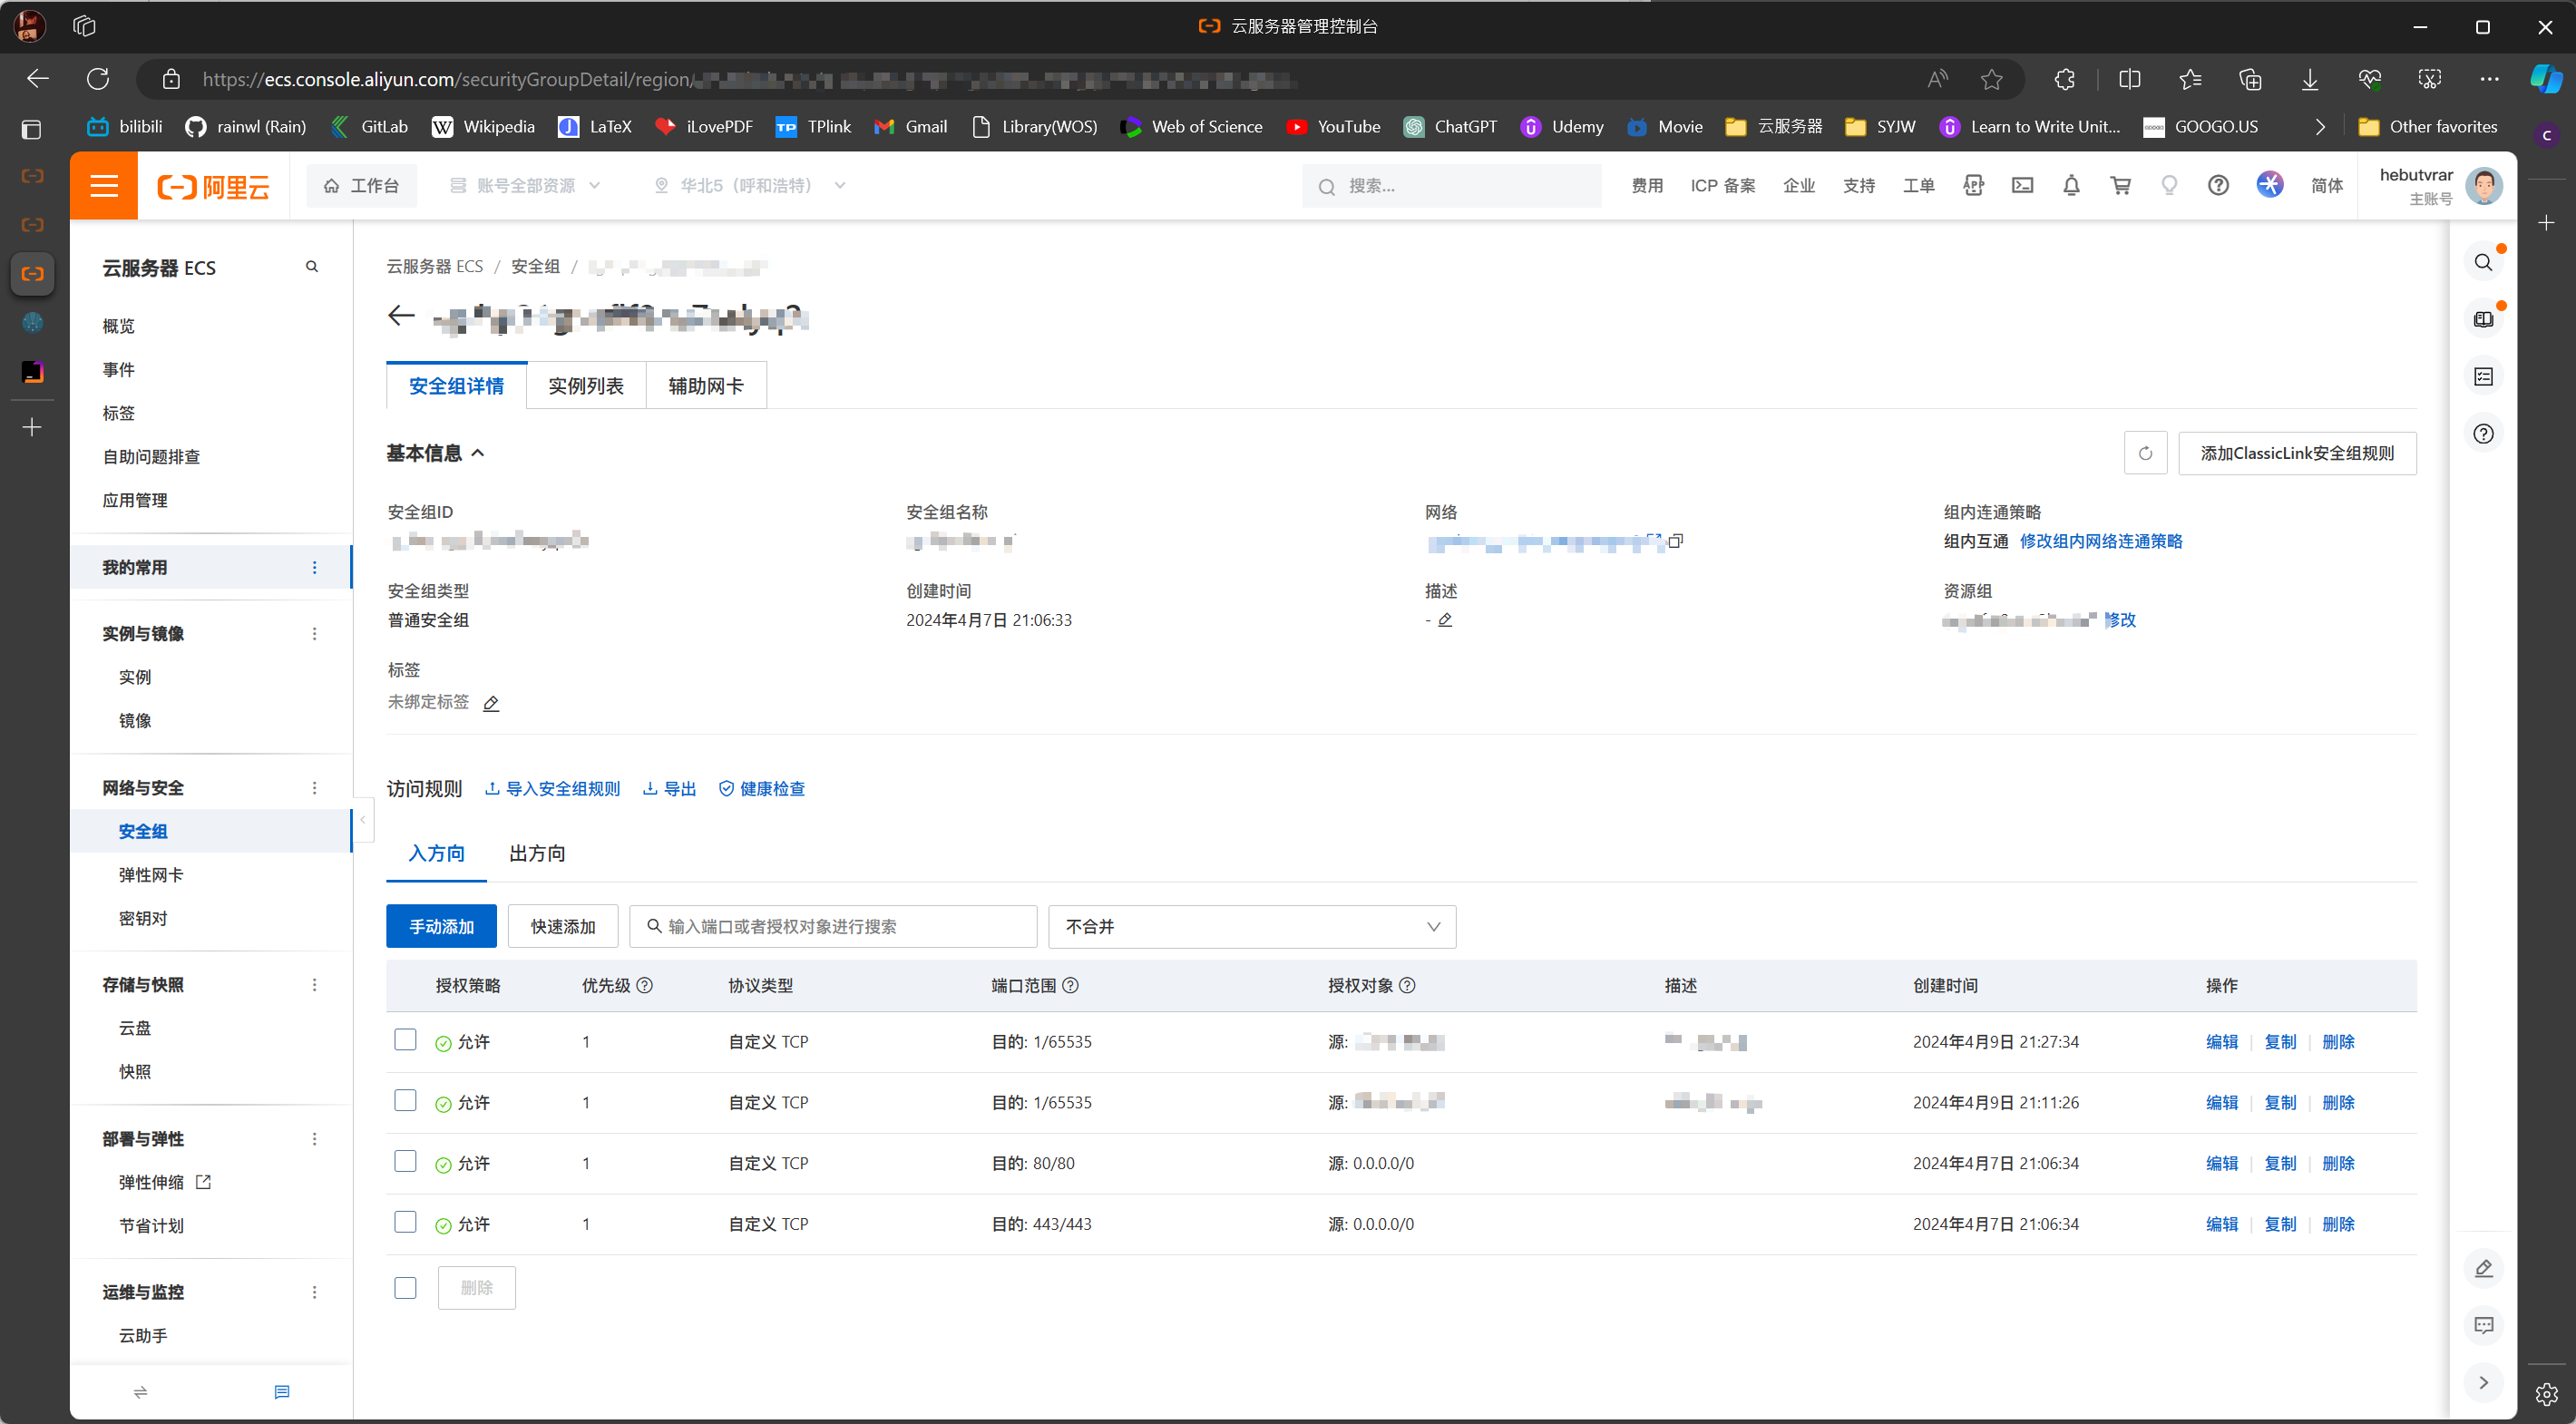 云服务器管理控制台
https://ecs.console.aliyun.com/securityGroupDetail/region/
bilibili rainwl (Rain) GitLab Wikipedia LaTeX iLovePDF TPlink Gmail Library(WOS) Web of Science YouTube ChatGPT Udemy Movie 云服务器 SYJW Learn to Write Unit... GOOGO.US Other favorites
阿里云 工作台 账号全部资源 华北5（呼和浩特） 搜索... 费用 ICP 备案 企业 支持 工单 简体 hebutvrar
主账号
云服务器 ECS
概览
事件
标签
自助问题排查
应用管理
我的常用
实例与镜像
实例
镜像
网络与安全
安全组
弹性网卡
密钥对
存储与快照
云盘
快照
部署与弹性
弹性伸缩
节省计划
运维与监控
云助手
云服务器 ECS / 安全组 /
安全组详情 实例列表 辅助网卡
基本信息 添加ClassicLink安全组规则
安全组ID 安全组名称 网络 组内连通策略
组内互通 修改组内网络连通策略
安全组类型 创建时间 描述 资源组
普通安全组 2024年4月7日 21:06:33 - 修改
标签
未绑定标签
访问规则 导入安全组规则 导出 健康检查
入方向 出方向
手动添加 快速添加 输入端口或者授权对象进行搜索 不合并
授权策略 优先级 协议类型 端口范围 授权对象 描述 创建时间 操作
允许 1 自定义 TCP 目的: 1/65535 源: 2024年4月9日 21:27:34 编辑 复制 删除
允许 1 自定义 TCP 目的: 1/65535 源: 2024年4月9日 21:11:26 编辑 复制 删除
允许 1 自定义 TCP 目的: 80/80 源: 0.0.0.0/0 2024年4月7日 21:06:34 编辑 复制 删除
允许 1 自定义 TCP 目的: 443/443 源: 0.0.0.0/0 2024年4月7日 21:06:34 编辑 复制 删除
删除